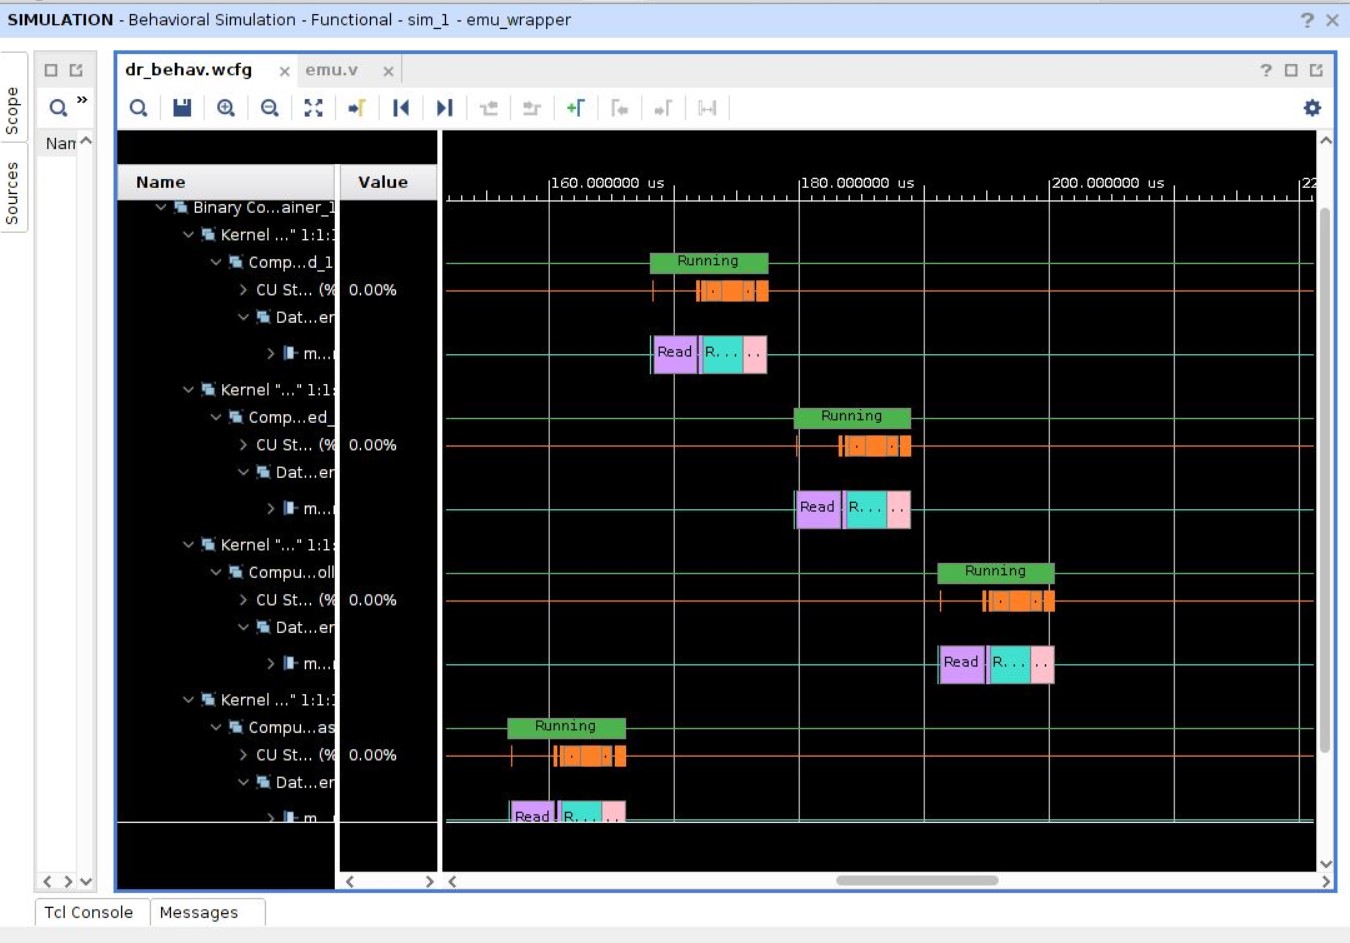 SIMULATION - Behavioral Simulation - Functional - sim_1 - emu_wrapper
? ×
Scope
Sources
»
Nam
dr_behav.wcfg × emu.v ×
?
Name Value
160.000000 us 180.000000 us 200.000000 us 22
Binary Co...ainer_1
Kernel ..." 1:1:1
Comp...d_1 Running
CU St... (% 0.00%
Dat...er
m... Read R... ..
Kernel "..." 1:1:
Comp...ed_ Running
CU St... (% 0.00%
Dat...er
m... Read R... ..
Kernel "..." 1:1:
Compu...oll Running
CU St... (% 0.00%
Dat...er
m... Read R... ..
Kernel ..." 1:1:1
Compu...as Running
CU St... (% 0.00%
Dat...er
m Read R... ..
Tcl Console Messages